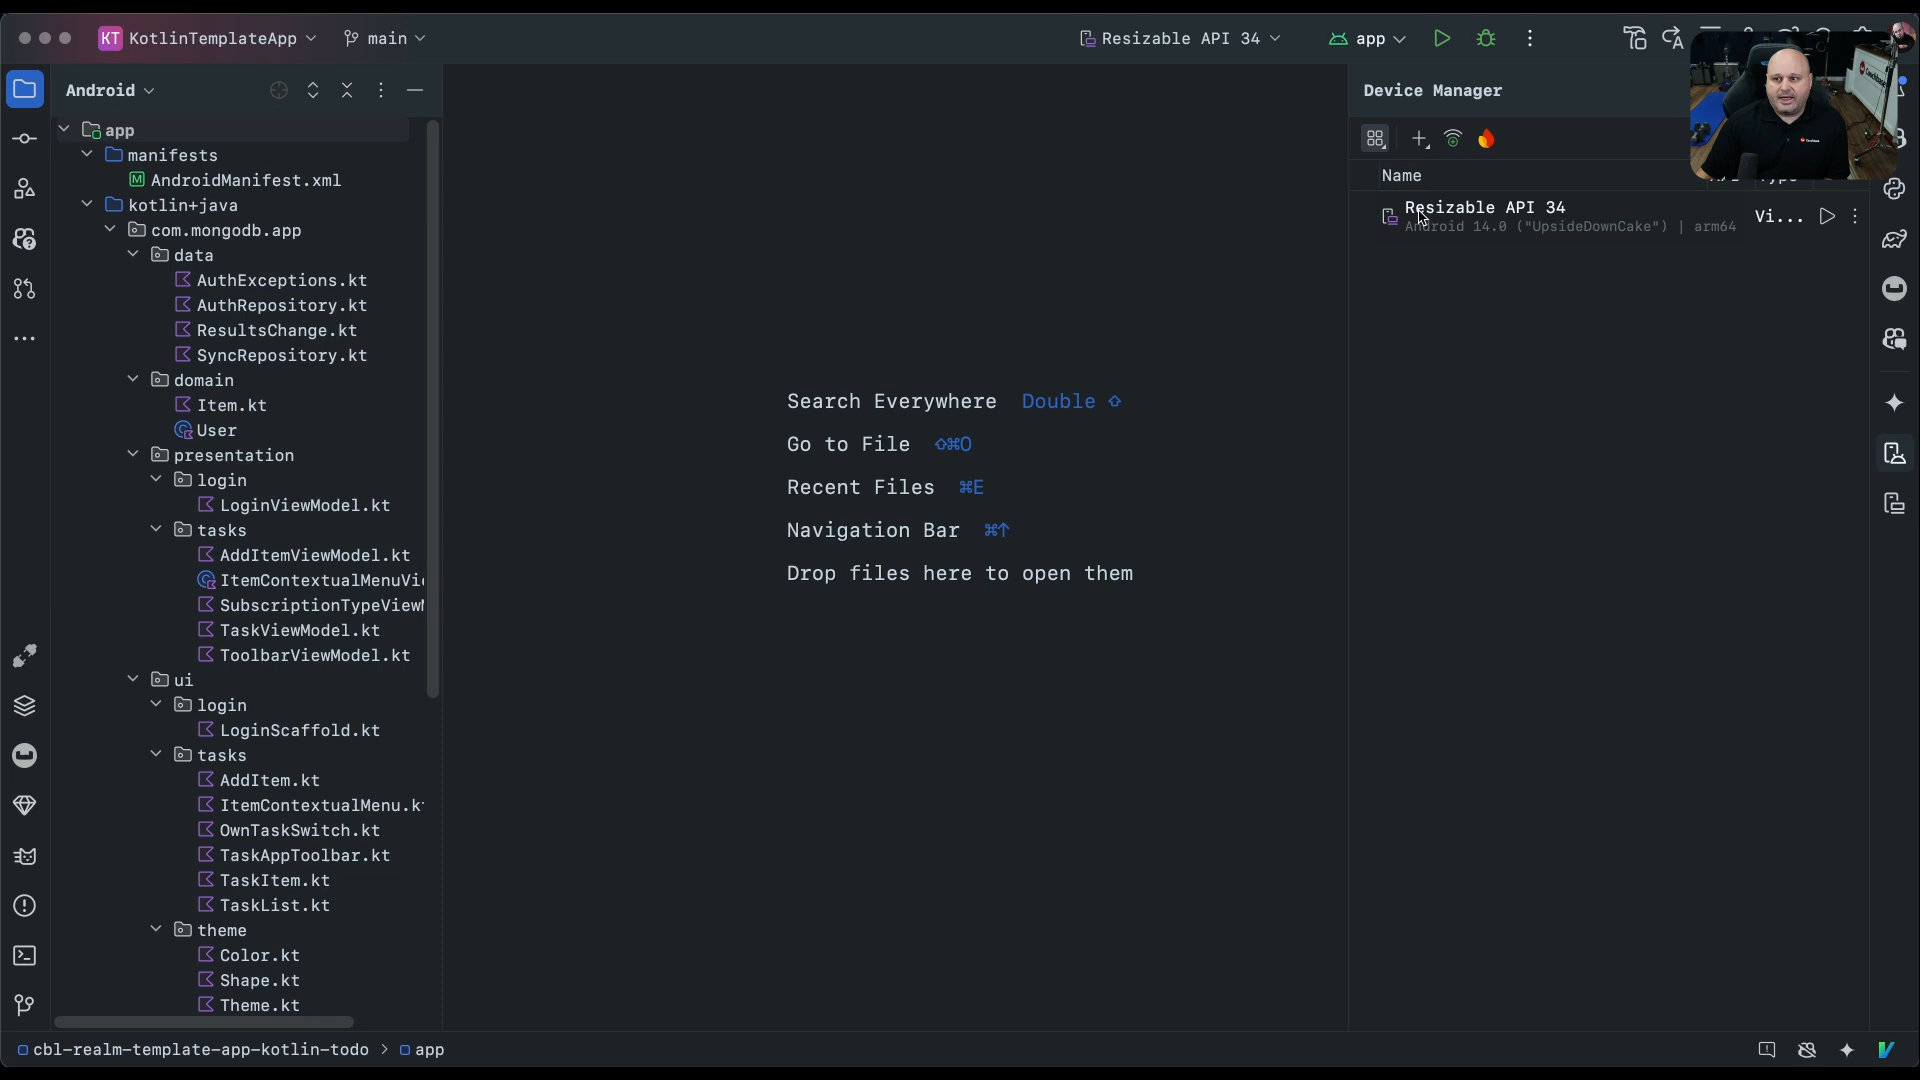 KT KotlinTemplateApp main Resizable API 34 app
Android
app
manifests
AndroidManifest.xml
kotlin+java
com.mongodb.app
data
AuthExceptions.kt
AuthRepository.kt
ResultsChange.kt
SyncRepository.kt
domain
Item.kt
User
presentation
login
LoginViewModel.kt
tasks
AddItemViewModel.kt
ItemContextualMenuVi
SubscriptionTypeView
TaskViewModel.kt
ToolbarViewModel.kt
ui
login
LoginScaffold.kt
tasks
AddItem.kt
ItemContextualMenu.k
OwnTaskSwitch.kt
TaskAppToolbar.kt
TaskItem.kt
TaskList.kt
theme
Color.kt
Shape.kt
Theme.kt
Search Everywhere Double ⇧
Go to File ⇧⌘O
Recent Files ⌘E
Navigation Bar ⌘↑
Drop files here to open them
Device Manager
Name
Resizable API 34
Android 14.0 ("UpsideDownCake") | arm64
Vi...
cbl-realm-template-app-kotlin-todo > app